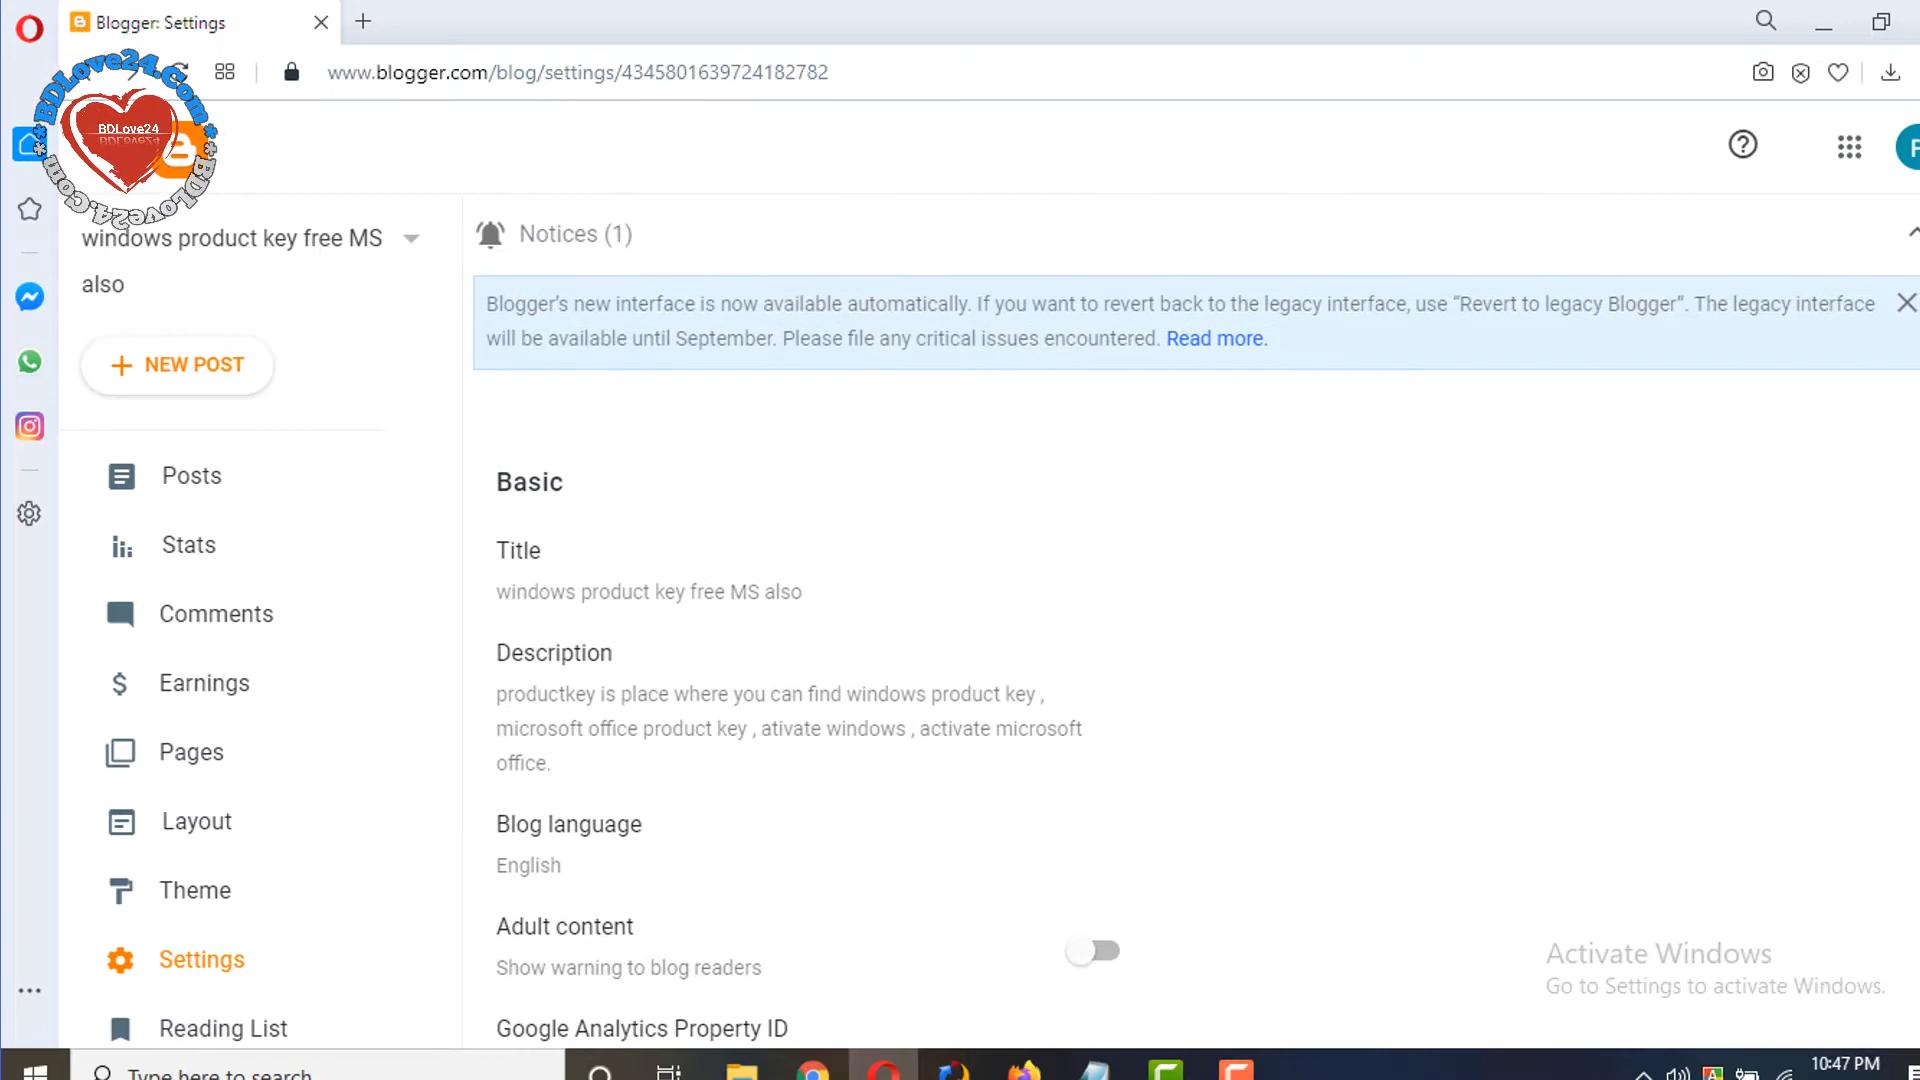 Blogger: Settings
www.blogger.com/blog/settings/4345801639724182782
**BDLove24.Com**
BDLove24.Com
BDLove24
BDLove24
windows product key free MS
also
NEW POST
Posts
Stats
Comments
Earnings
Pages
Layout
Theme
Settings
Reading List
Notices (1)
Blogger's new interface is now available automatically. If you want to revert back to the legacy interface, use “Revert to legacy Blogger”. The legacy interface
will be available until September. Please file any critical issues encountered. Read more.
Basic
Title
windows product key free MS also
Description
productkey is place where you can find windows product key ,
microsoft office product key , ativate windows , activate microsoft
office.
Blog language
English
Adult content
Show warning to blog readers
Google Analytics Property ID
Activate Windows
Go to Settings to activate Windows.
Type here to search
10:47 PM